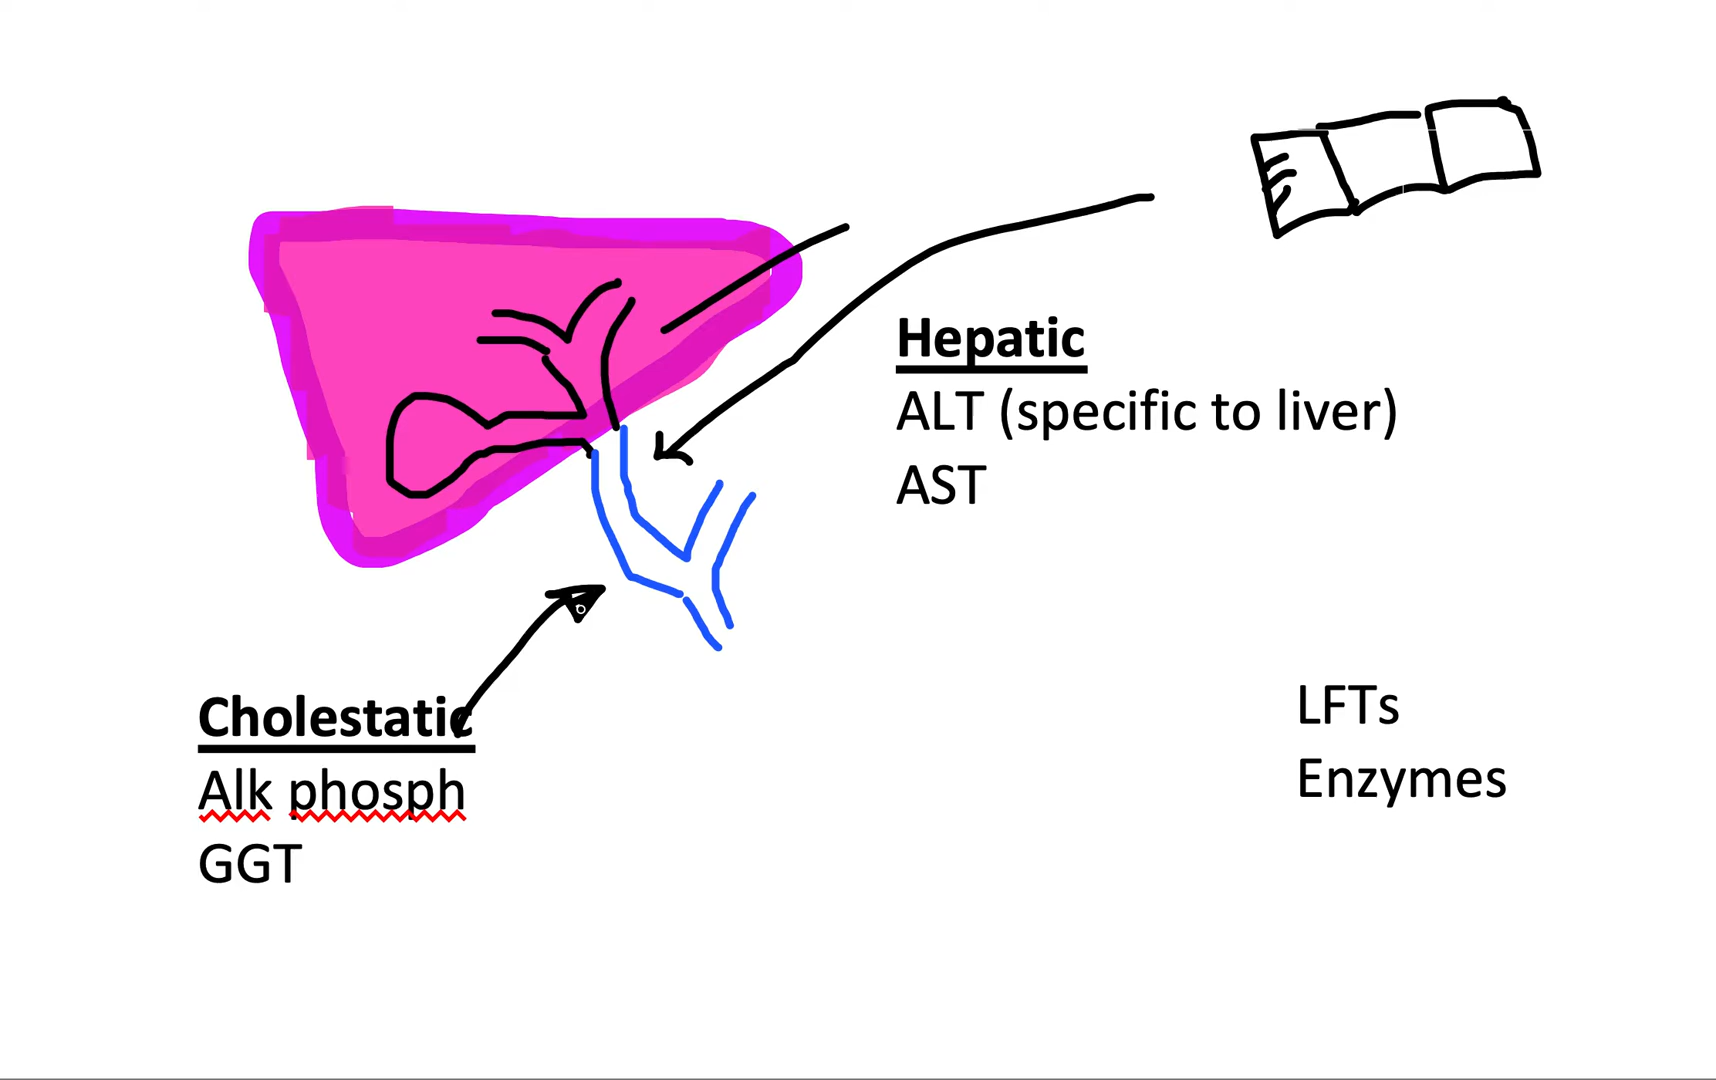 Hepatic
ALT (specific to liver)
AST
Cholestatic
Alk phosph
GGT
LFTs
Enzymes